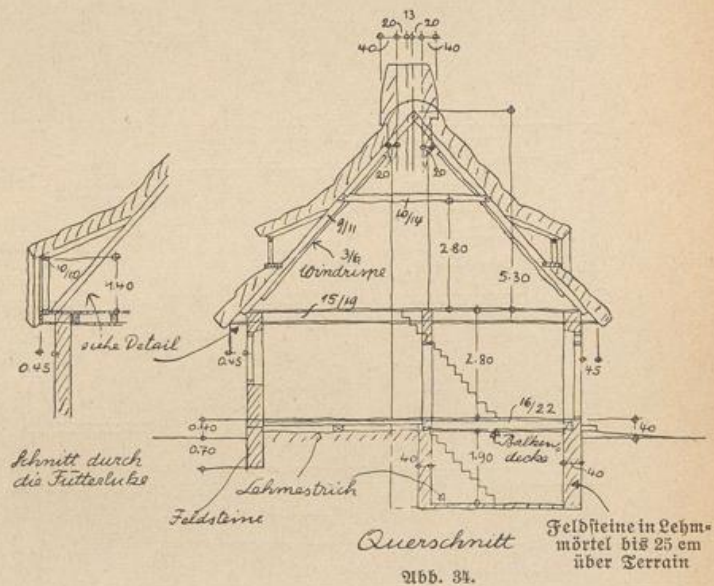 13
20 20
40 40
20 20
9/11
10/14
3/6
Windrispe
2.80
5.30
10/10
1.40
15/19
siehe Detail
0.45
0.45
45
2.80
0.40
0.70
16/22
40
Balken
decke
1.90
40
40
Schnitt durch
die Futterluke
Lehmestrich
Feldsteine
Querschnitt
Feldsteine in Lehm-
mörtel bis 25 cm
über Terrain
Abb. 34.